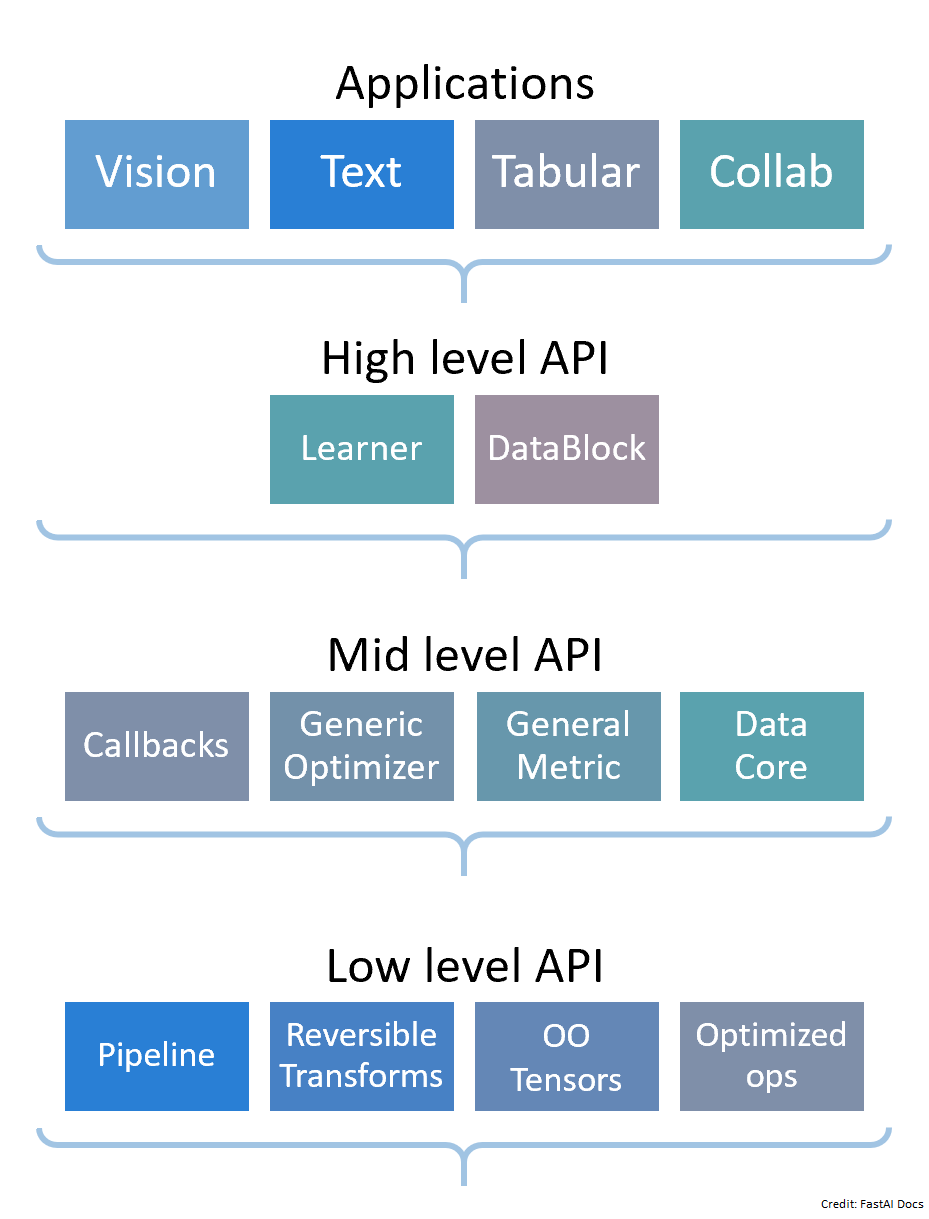 Applications
Vision
Text
Tabular
Collab
High level API
Learner
DataBlock
Mid level API
Callbacks
Generic
Optimizer
General
Metric
Data
Core
Low level API
Pipeline
Reversible
Transforms
OO
Tensors
Optimized
ops
Credit: FastAI Docs